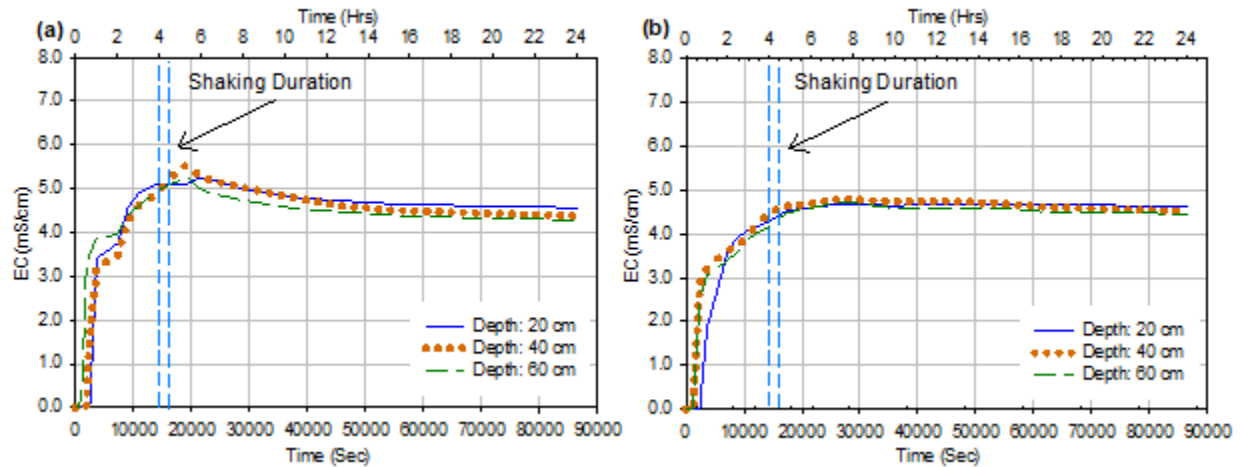 (a)
Time (Hrs)
0 2 4 6 8 10 12 14 16 18 20 22 24
8.0
7.0
6.0
5.0
4.0
3.0
2.0
1.0
0.0
EC (mS/cm)
Shaking Duration
Depth: 20 cm
Depth: 40 cm
Depth: 60 cm
0 10000 20000 30000 40000 50000 60000 70000 80000 90000
Time (Sec)
(b)
Time (Hrs)
0 2 4 6 8 10 12 14 16 18 20 22 24
8.0
7.0
6.0
5.0
4.0
3.0
2.0
1.0
0.0
EC (mS/cm)
Shaking Duration
Depth: 20 cm
Depth: 40 cm
Depth: 60 cm
0 10000 20000 30000 40000 50000 60000 70000 80000 90000
Time (Sec)